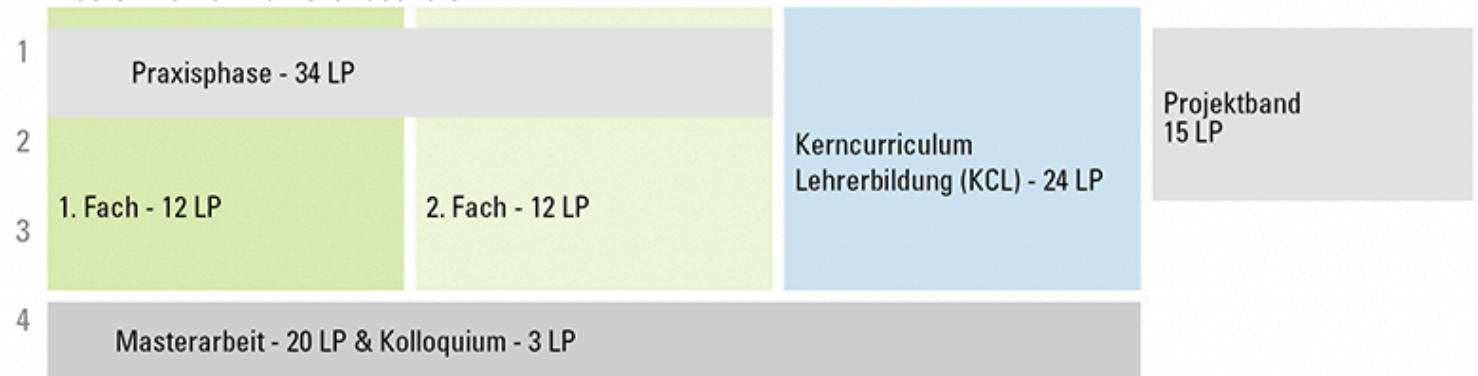 1
Praxisphase - 34 LP
Projektband
15 LP
2
Kerncurriculum
Lehrerbildung (KCL) - 24 LP
1. Fach - 12 LP
2. Fach - 12 LP
3
4
Masterarbeit - 20 LP & Kolloquium - 3 LP